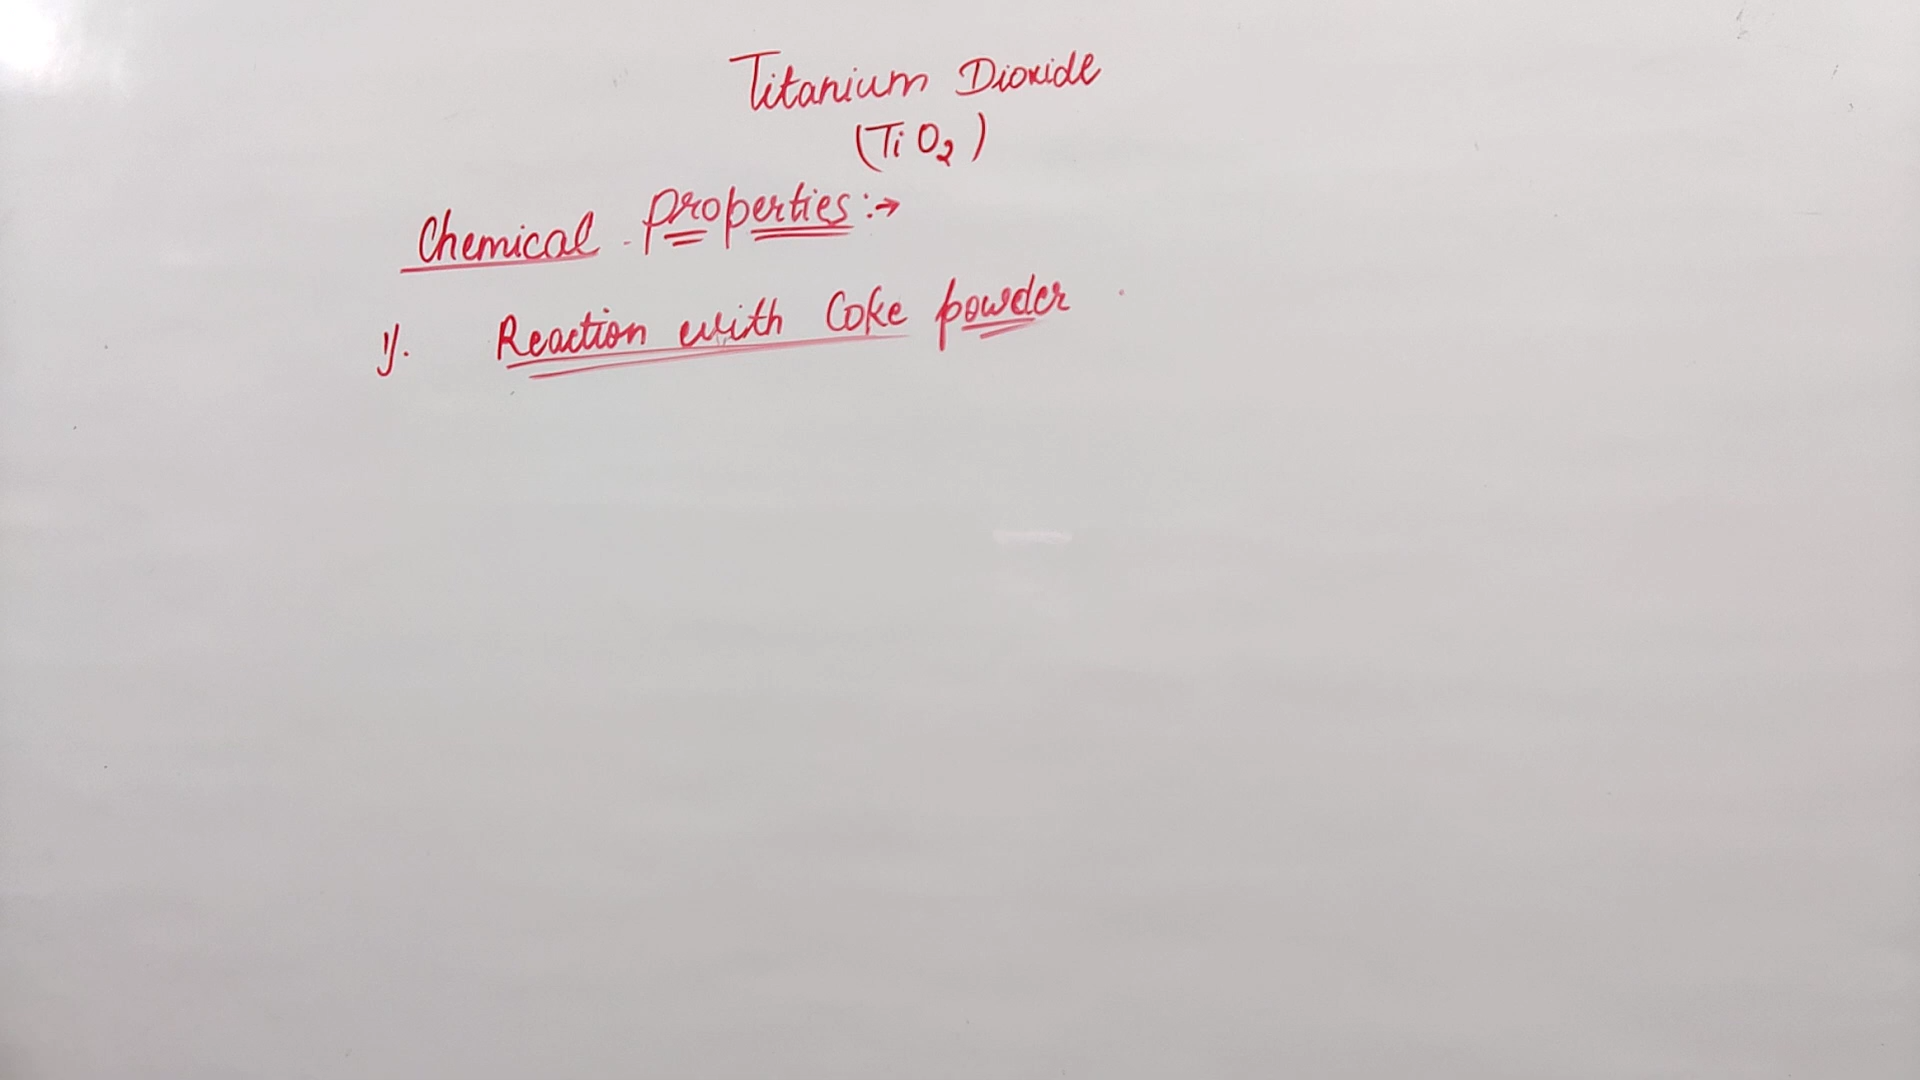 Titanium Dioxide
(TiO₂)
Chemical Properties:→
1). Reaction with Coke powder